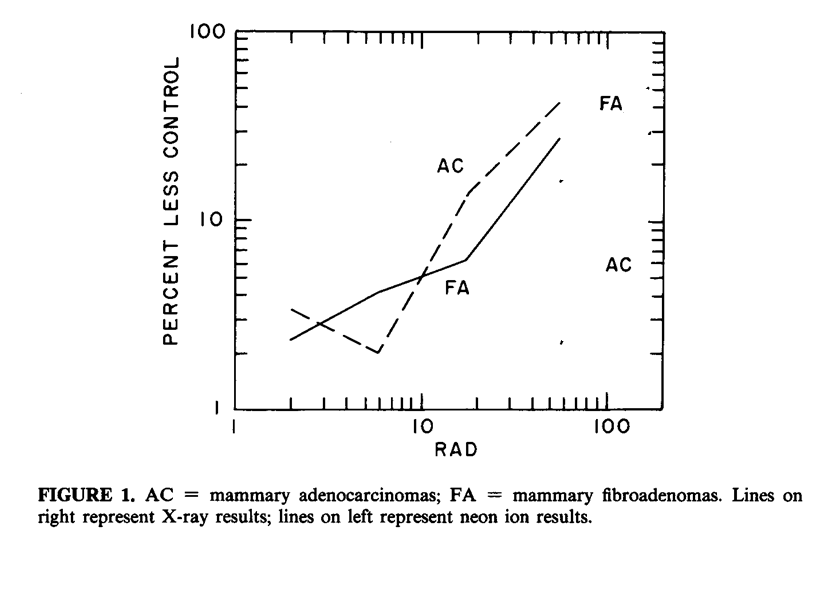 100
10
1
PERCENT LESS CONTROL
FA
AC
AC
FA
1
10
100
RAD
FIGURE 1. AC = mammary adenocarcinomas; FA = mammary fibroadenomas. Lines on
right represent X-ray results; lines on left represent neon ion results.